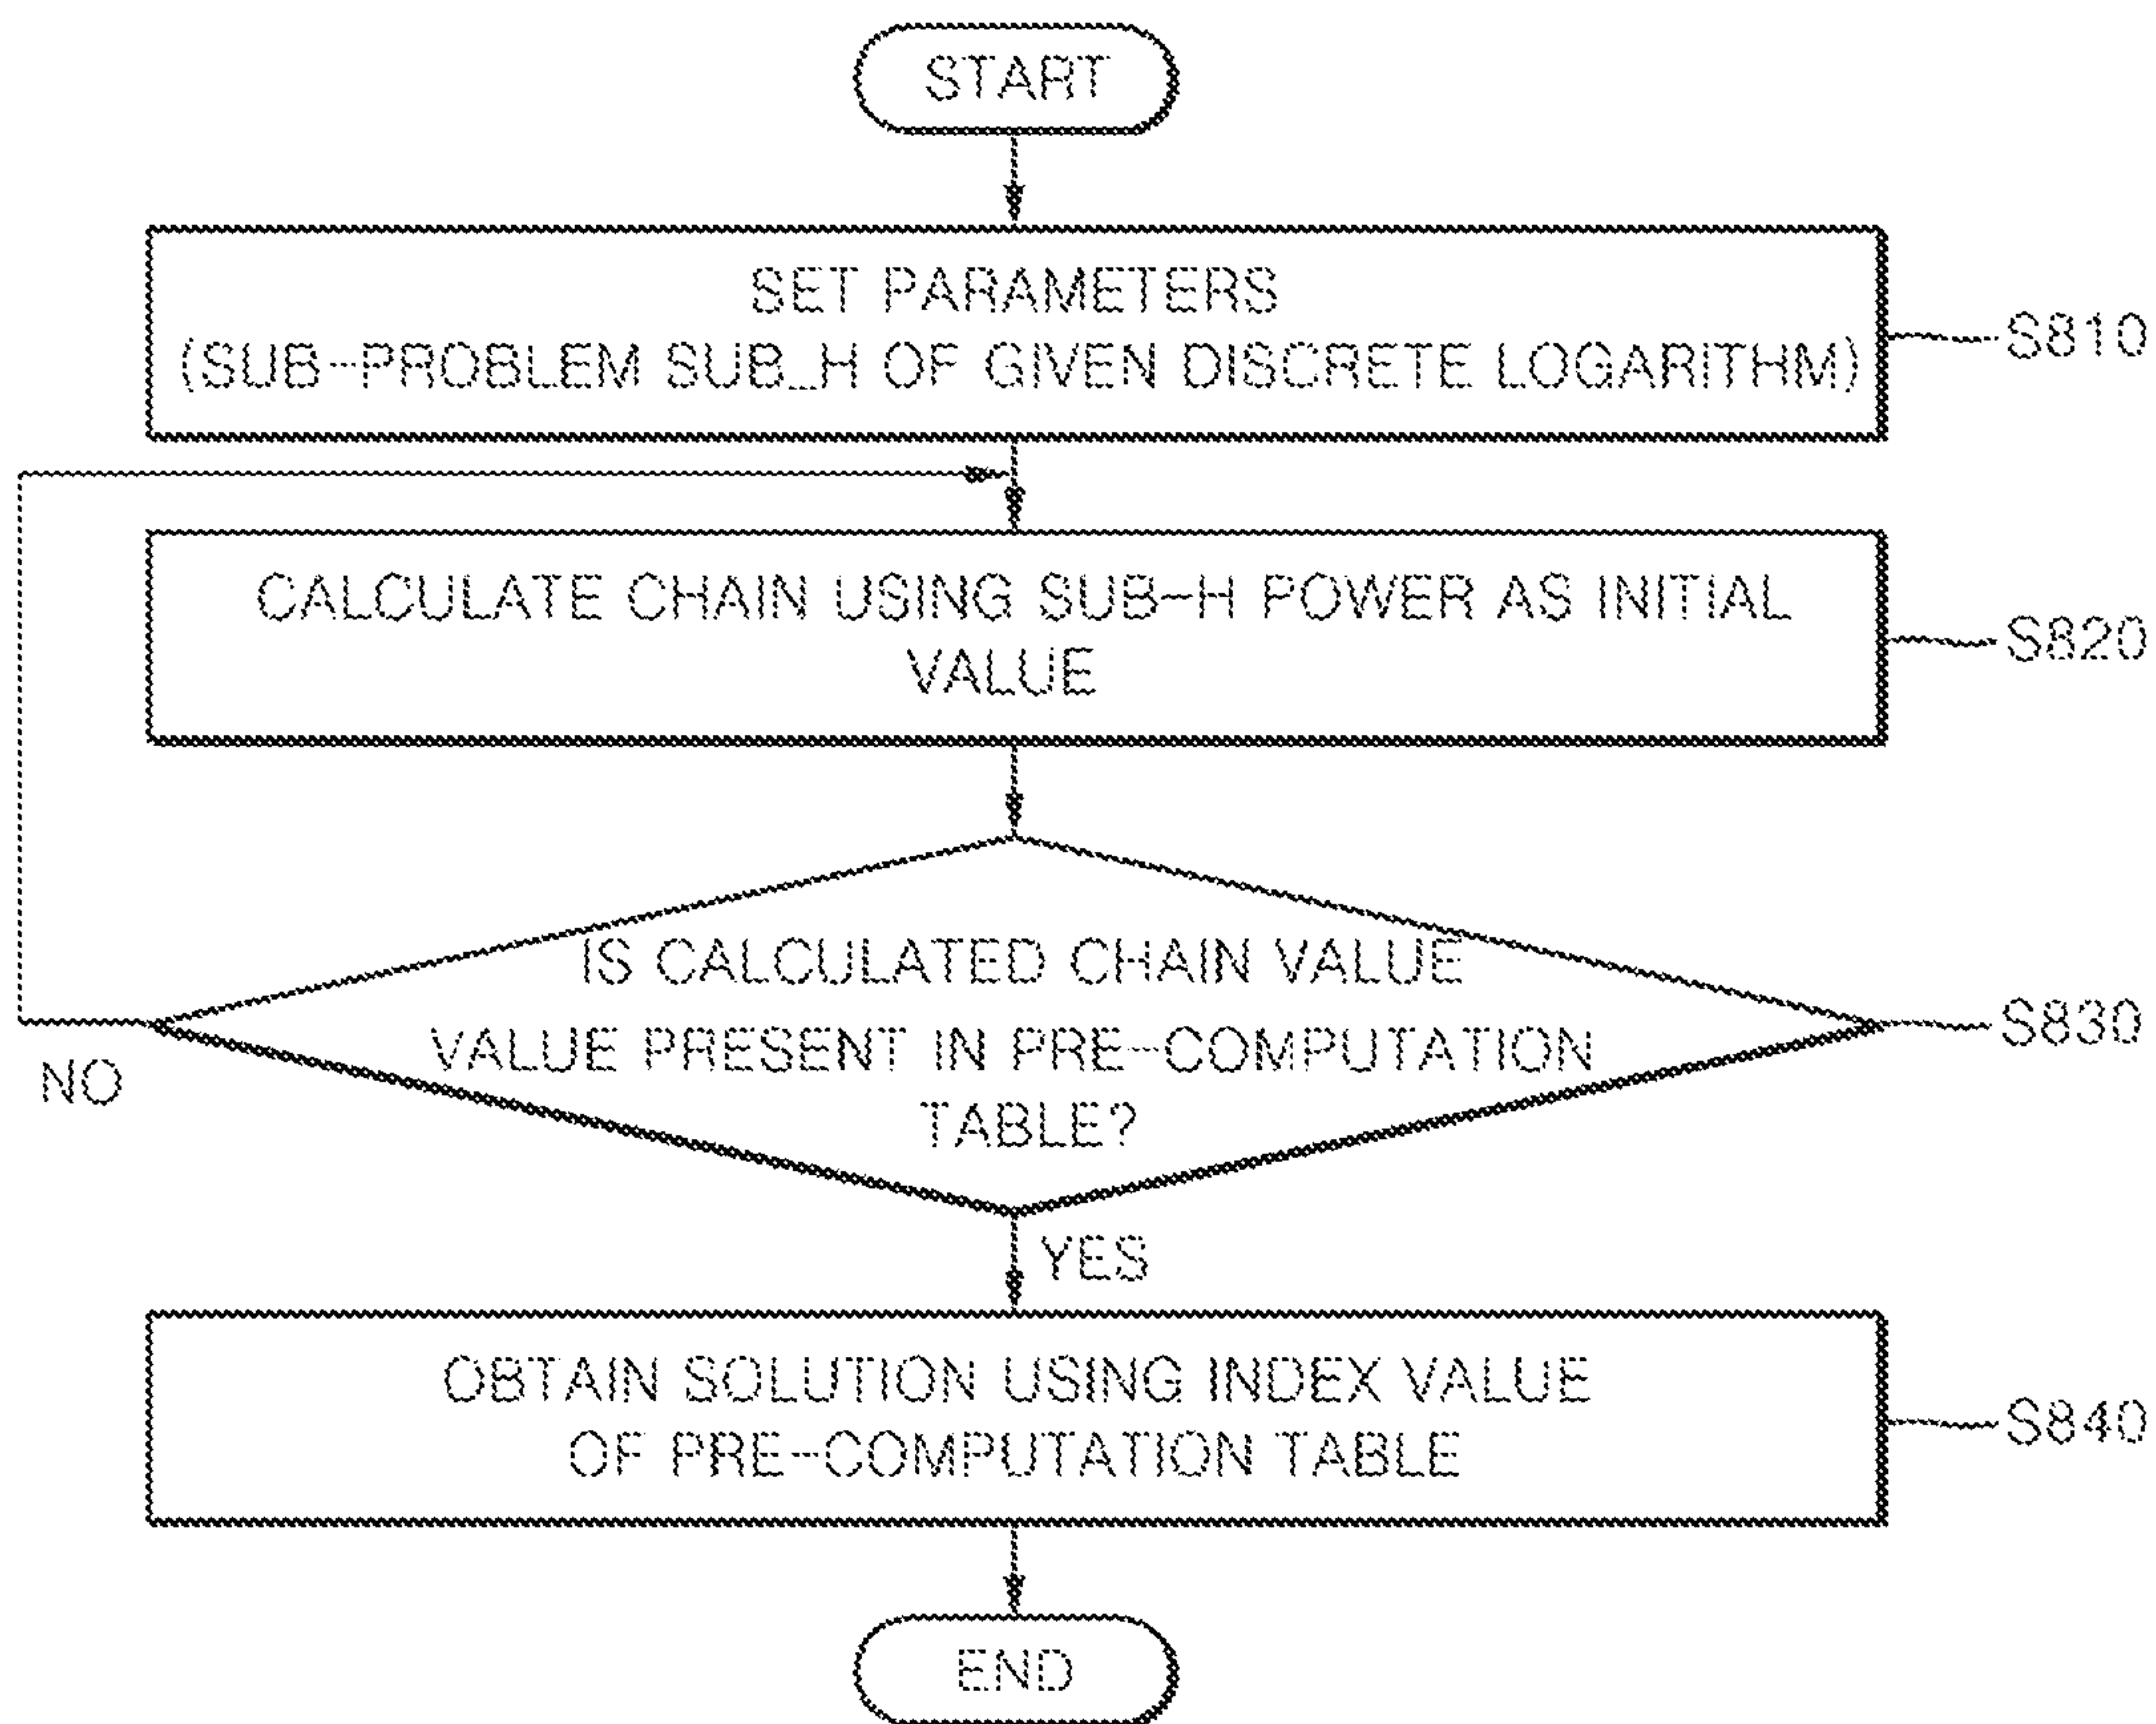 START
SET PARAMETERS
(SUB-PROBLEM SUB_H OF GIVEN DISCRETE LOGARITHM)
S810
CALCULATE CHAIN USING SUB-H POWER AS INITIAL
VALUE
S820
IS CALCULATED CHAIN VALUE
VALUE PRESENT IN PRE-COMPUTATION
TABLE?
S830
NO
YES
OBTAIN SOLUTION USING INDEX VALUE
OF PRE-COMPUTATION TABLE
S840
END